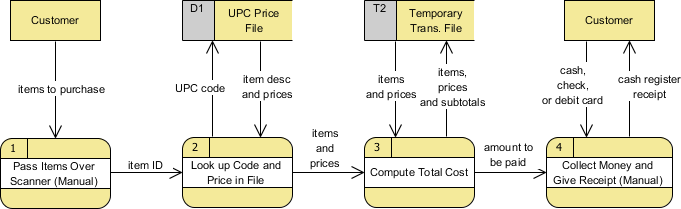 Customer
D1
UPC Price
File
T2
Temporary
Trans. File
Customer
items to purchase
UPC code
item desc
and prices
items
and prices
items,
prices
and subtotals
cash,
check,
or debit card
cash register
receipt
1
Pass Items Over
Scanner (Manual)
item ID
2
Look up Code and
Price in File
items
and
prices
3
Compute Total Cost
amount to
be paid
4
Collect Money and
Give Receipt (Manual)